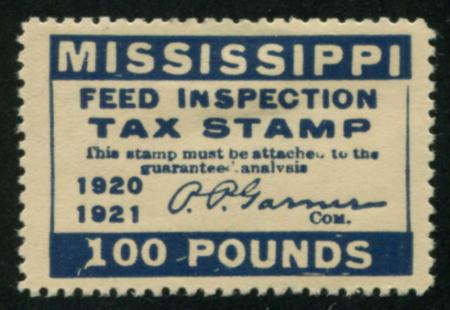 MISSISSIPPI
FEED INSPECTION
TAX STAMP
This stamp must be attached to the
guaranteed analysis
1920
1921 P. P. Garner
COM.
100 POUNDS